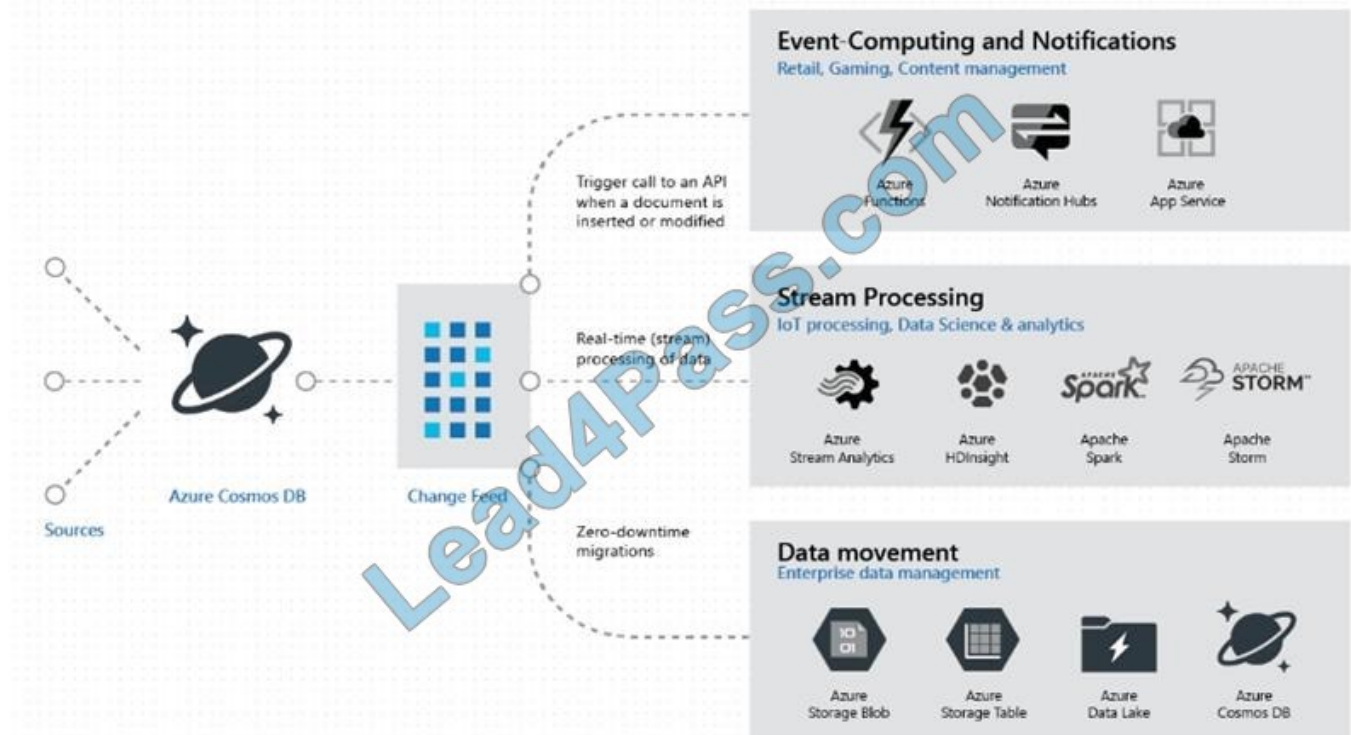 Event-Computing and Notifications
Retail, Gaming, Content management
Azure
Functions
Azure
Notification Hubs
Azure
App Service
Trigger call to an API
when a document is
inserted or modified
Stream Processing
IoT processing, Data Science & analytics
Real-time (stream)
processing of data
APACHE
Spark
APACHE
STORM™
Azure
Stream Analytics
Azure
HDInsight
Apache
Spark
Apache
Storm
Sources
Azure Cosmos DB
Change Feed
Zero-downtime
migrations
Data movement
Enterprise data management
10
01
Azure
Storage Blob
Azure
Storage Table
Azure
Data Lake
Azure
Cosmos DB
Lead4Pass.com